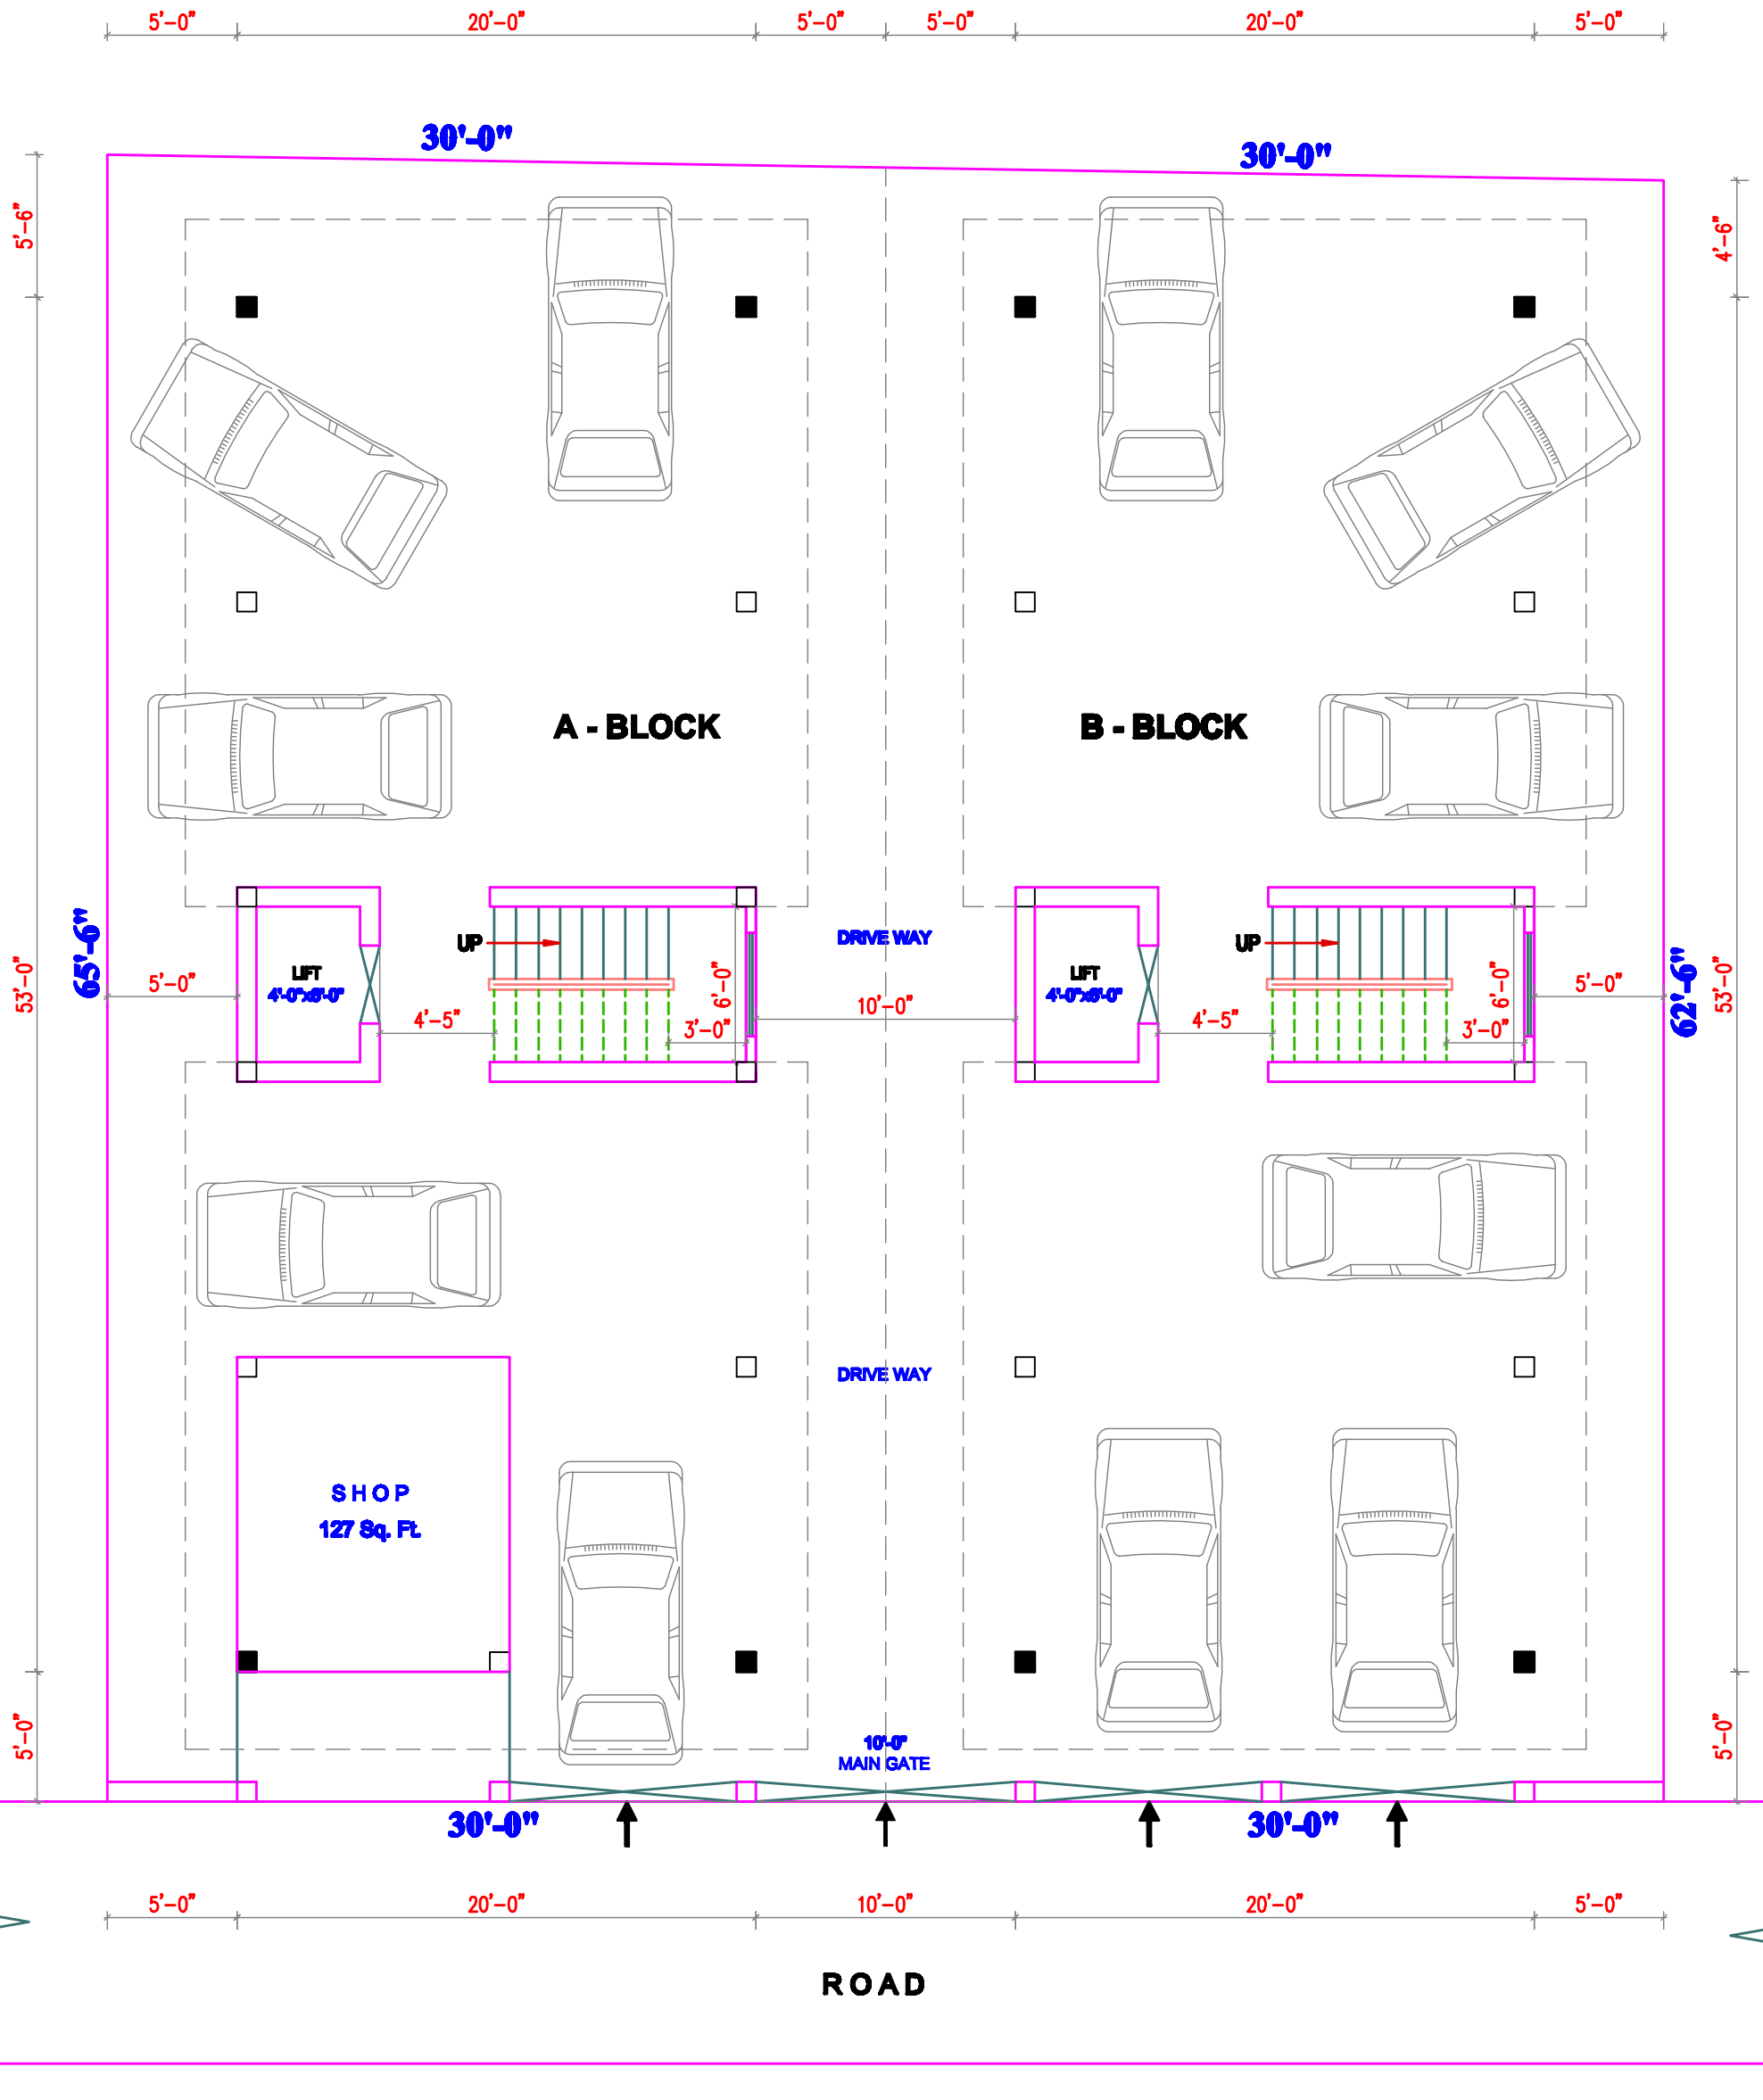 5'-0" 20'-0" 5'-0" 5'-0" 20'-0" 5'-0"
30'-0" 30'-0"
5'-6" 4'-6"
A - BLOCK B - BLOCK
UP DRIVE WAY UP
65'-6" 53'-0" 5'-0" LIFT 4'-5" 6'-0" 3'-0" 10'-0" LIFT 4'-5" 6'-0" 3'-0" 5'-0" 62'-6" 53'-0"
4'-0"x6'-0" 4'-0"x6'-0"
DRIVE WAY
SHOP
127 Sq. Ft.
5'-0" 10'-0" 5'-0"
MAIN GATE
30'-0" 30'-0"
5'-0" 20'-0" 10'-0" 20'-0" 5'-0"
ROAD